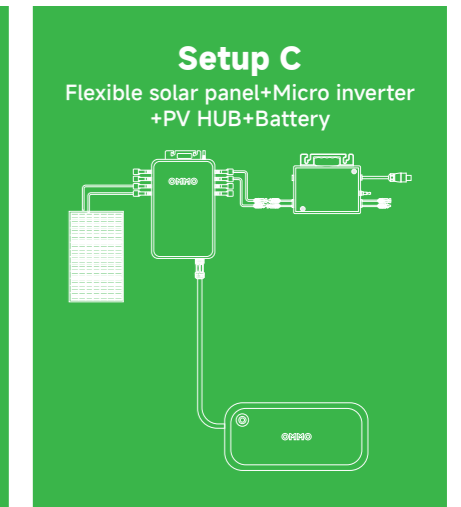 Setup C
Flexible solar panel+Micro inverter
+PV HUB+Battery
OMMO
OMMO